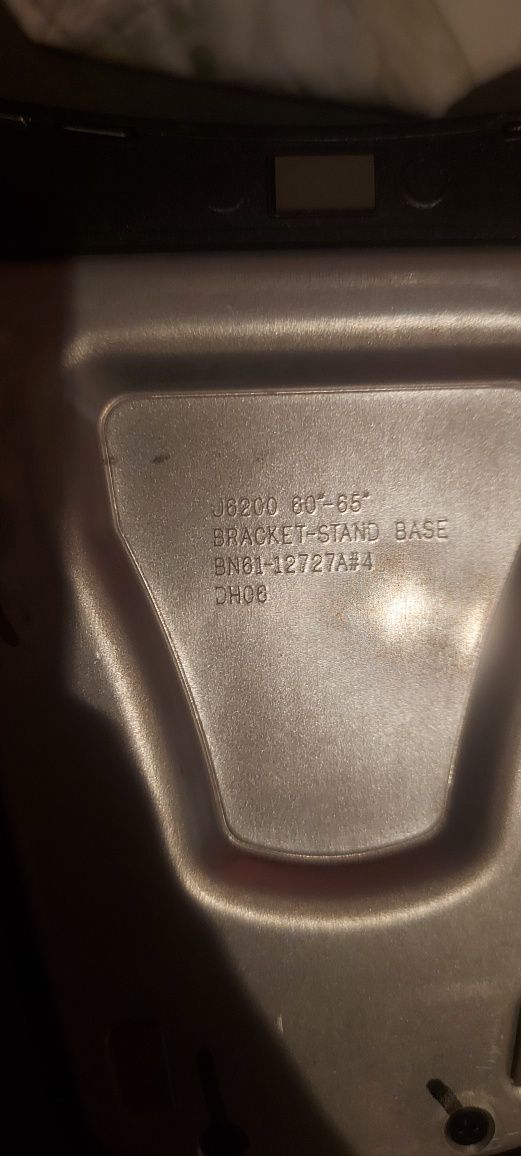 J6200 60"-65"
BRACKET-STAND BASE
BN61-12727A#4
DH08